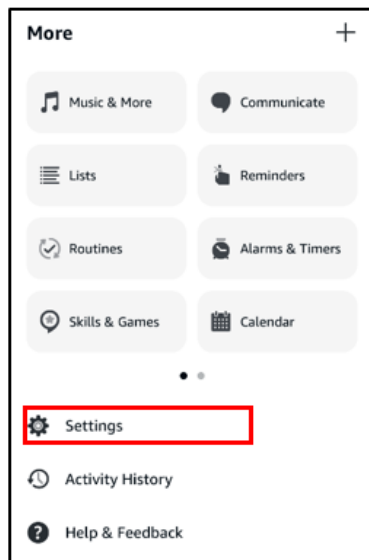 More
Music & More
Communicate
Lists
Reminders
Routines
Alarms & Timers
Skills & Games
Calendar
Settings
Activity History
Help & Feedback